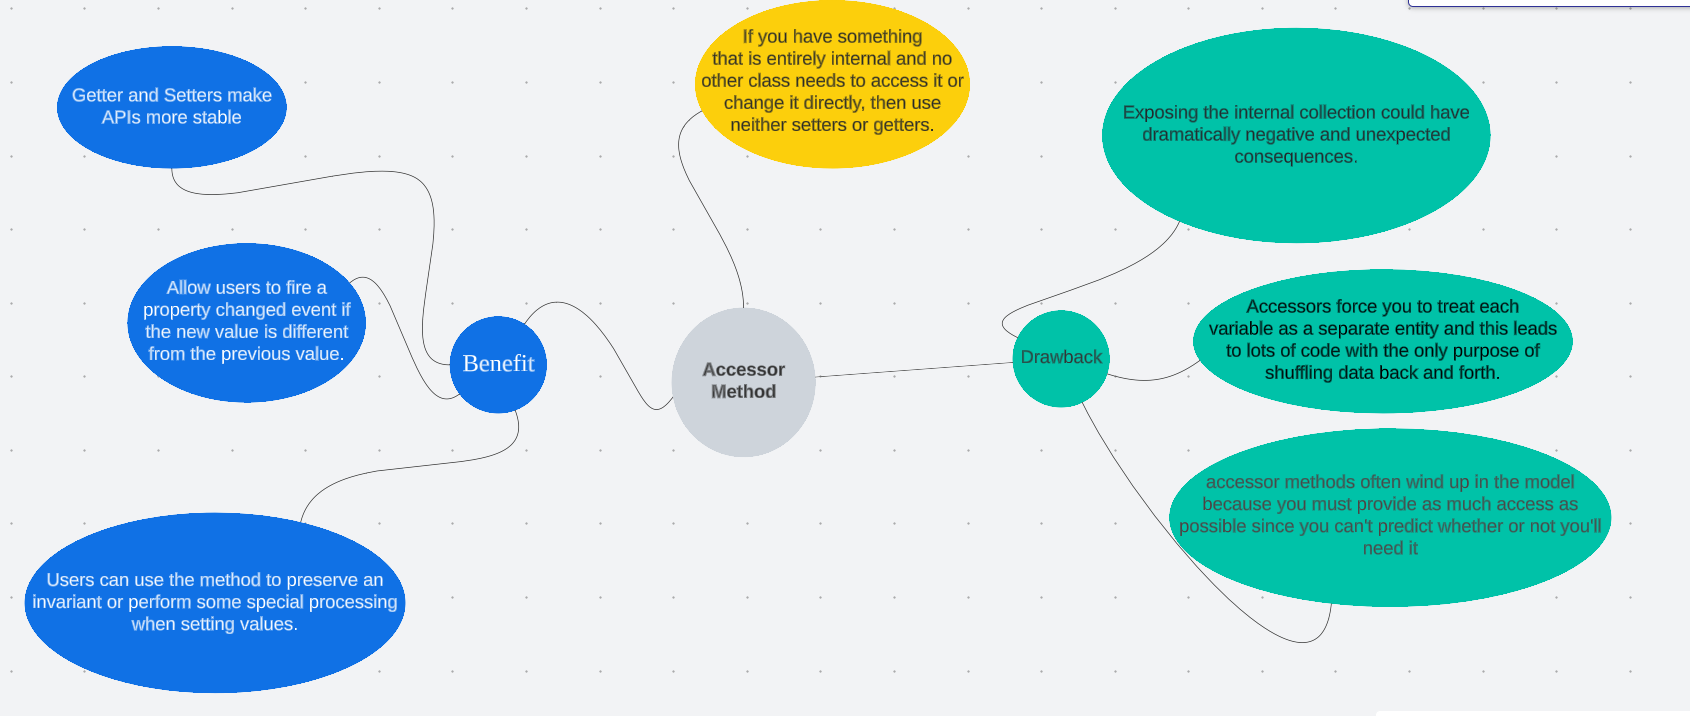 If you have something
that is entirely internal and no
other class needs to access it or
change it directly, then use
neither setters or getters.
Getter and Setters make
APIs more stable
Allow users to fire a
property changed event if
the new value is different
from the previous value.
Benefit
Users can use the method to preserve an
invariant or perform some special processing
when setting values.
Accessor
Method
Drawback
Exposing the internal collection could have
dramatically negative and unexpected
consequences.
Accessors force you to treat each
variable as a separate entity and this leads
to lots of code with the only purpose of
shuffling data back and forth.
accessor methods often wind up in the model
because you must provide as much access as
possible since you can't predict whether or not you'll
need it